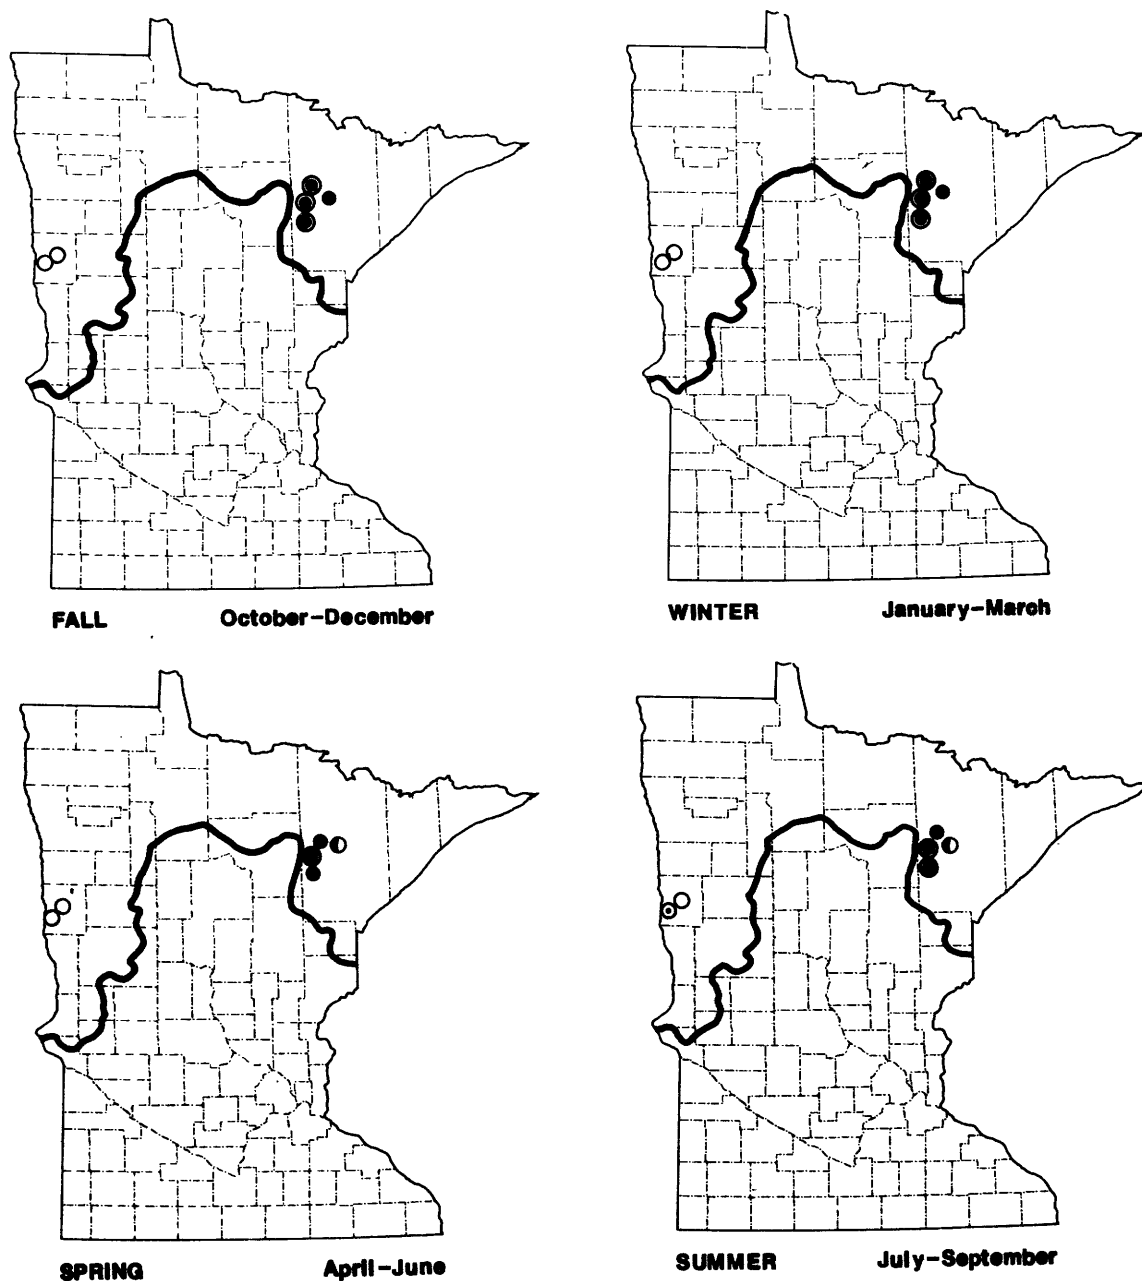 FALL October-December
WINTER January-March
SPRING April-June
SUMMER July-September